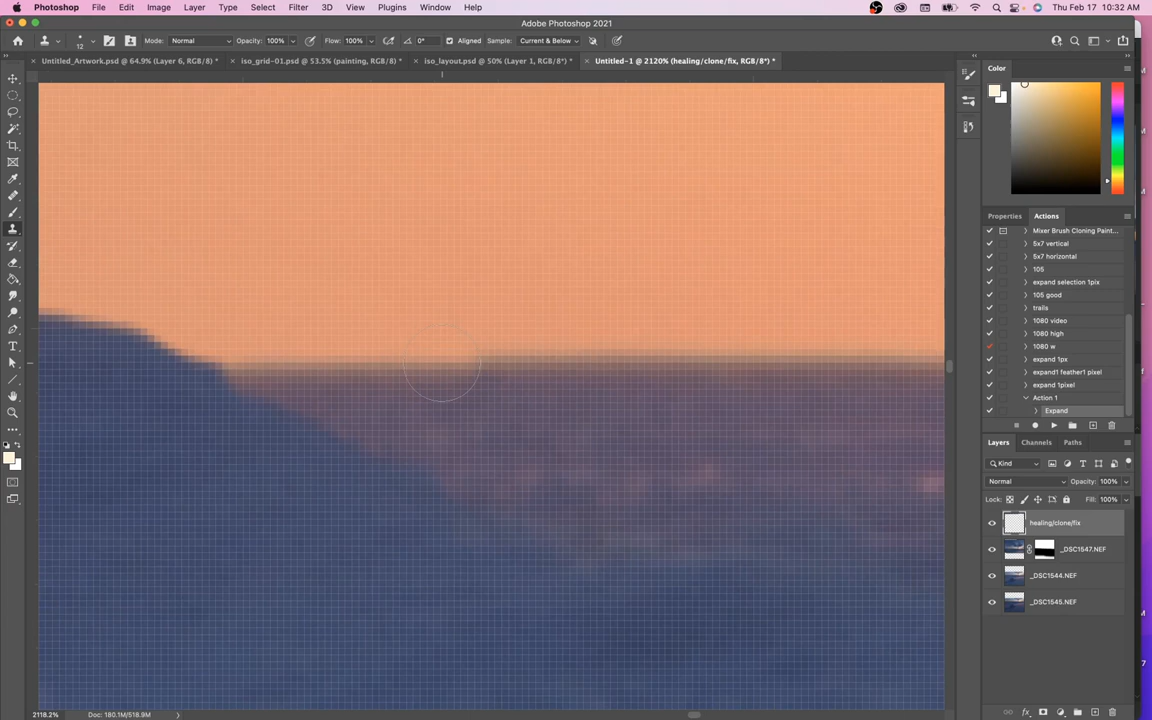 Photoshop File Edit Image Layer Type Select Filter 3D View Plugins Window Help Thu Feb 17 10:32 AM
Adobe Photoshop 2021
12 Mode: Normal Opacity: 100% Flow: 100% 0° Aligned Sample: Current & Below
Untitled_Artwork.psd @ 64.9% (Layer 6, RGB/8) * iso_grid-01.psd @ 53.5% (painting, RGB/8) * iso_layout.psd @ 50% (Layer 1, RGB/8*) * Untitled-1 @ 2120% (healing/clone/fix, RGB/8*) *
Color
Properties Actions
Mixer Brush Cloning Paint...
5x7 vertical
5x7 horizontal
105
expand selection 1pix
105 good
trails
1080 video
1080 high
1080 w
expand 1px
expand1 feather1 pixel
expand 1pixel
Action 1
Expand
Layers Channels Paths
Kind
Normal Opacity: 100%
Lock: Fill: 100%
healing/clone/fix
_DSC1547.NEF
_DSC1544.NEF
_DSC1545.NEF
2118.2% Doc: 180.1M/518.9M